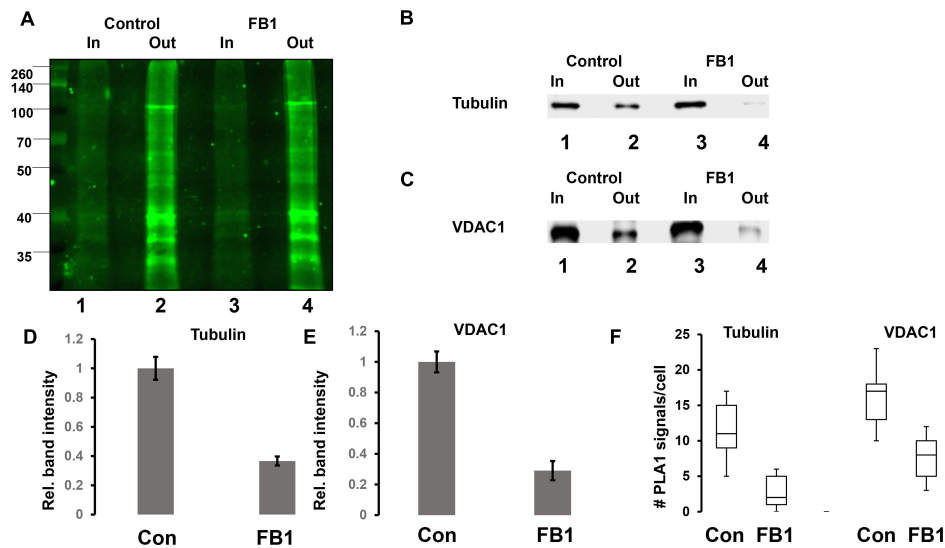 A
Control FB1
In Out In Out
260
140
100
70
50
40
35
1 2 3 4
B
Control FB1
In Out In Out
Tubulin
1 2 3 4
C
Control FB1
In Out In Out
VDAC1
1 2 3 4
D
Tubulin
Rel. band intensity
1.2
1
0.8
0.6
0.4
0.2
0
Con FB1
E
VDAC1
Rel. band intensity
1.2
1
0.8
0.6
0.4
0.2
0
Con FB1
F
Tubulin VDAC1
# PLA1 signals/cell
25
20
15
10
5
0
Con FB1 Con FB1